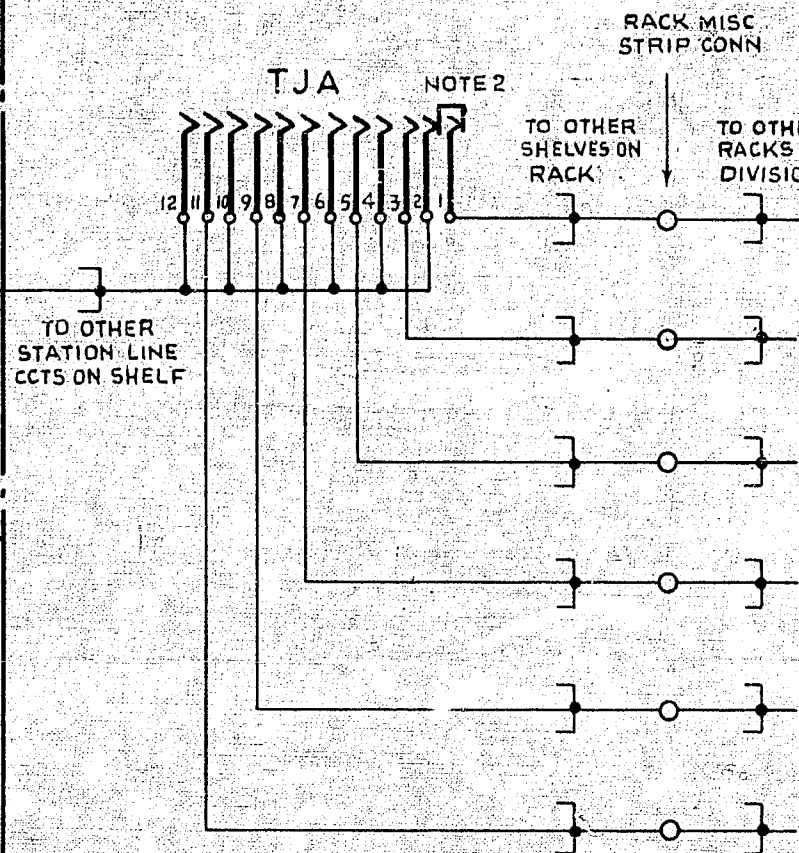 RACK MISC
STRIP CONN
TJA
NOTE 2
TO OTHER
SHELVES ON
RACK
RACKS
12 11 10 9 8 7 6 5 4 3 2 1
TO OTHER
STATION LINE
CCTS ON SHELF